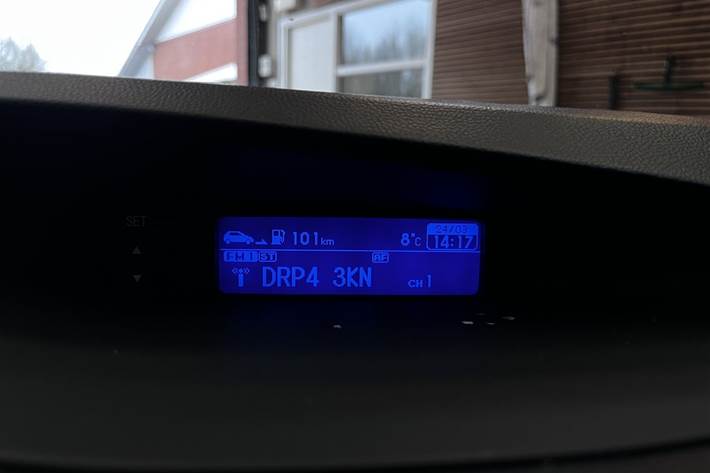 SET
101km 8°C 24/03
14:17
FM1 ST AF
DRP4 3KN CH1